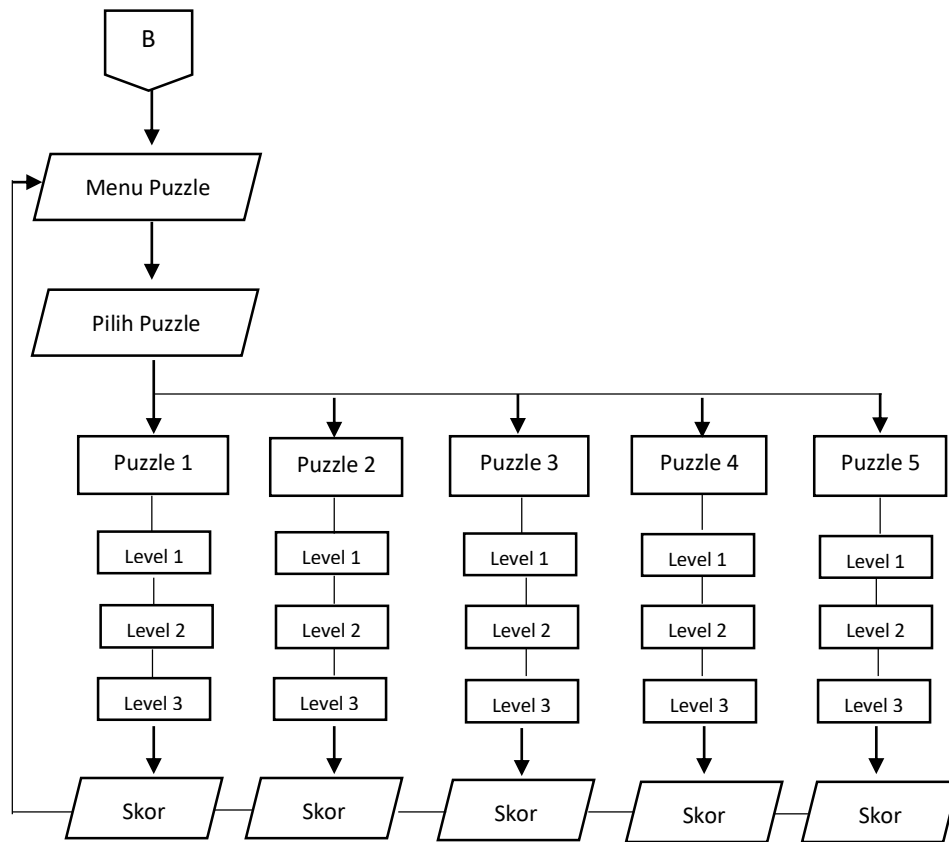 B
Menu Puzzle
Pilih Puzzle
Puzzle 1
Puzzle 2
Puzzle 3
Puzzle 4
Puzzle 5
Level 1
Level 1
Level 1
Level 1
Level 1
Level 2
Level 2
Level 2
Level 2
Level 2
Level 3
Level 3
Level 3
Level 3
Level 3
Skor
Skor
Skor
Skor
Skor